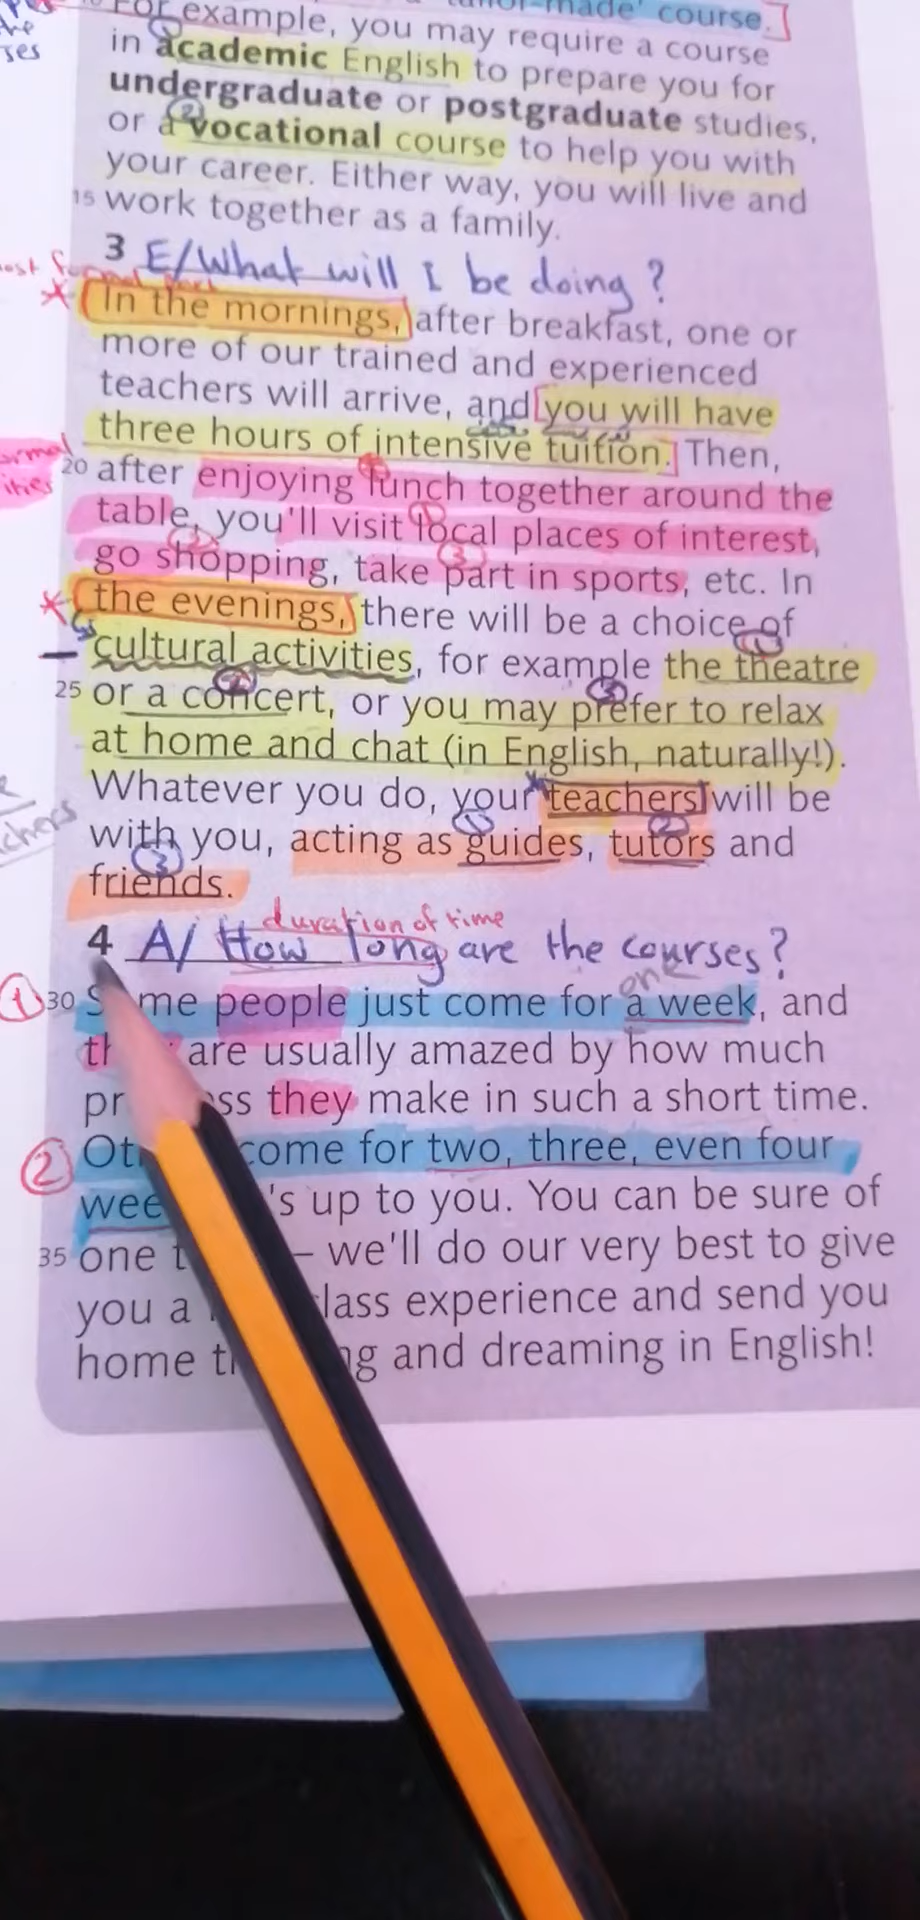 tailor-made' course.
For example, you may require a course
in academic English to prepare you for
undergraduate or postgraduate studies,
or a vocational course to help you with
your career. Either way, you will live and
15 work together as a family.
3 E/What will I be doing?
In the mornings, after breakfast, one or
more of our trained and experienced
teachers will arrive, and you will have
three hours of intensive tuition. Then,
20 after enjoying lunch together around the
table, you'll visit local places of interest,
go shopping, take part in sports, etc. In
the evenings, there will be a choice of
cultural activities, for example the theatre
25 or a concert, or you may prefer to relax
at home and chat (in English, naturally!).
Whatever you do, your teachers will be
with you, acting as guides, tutors and
friends.
duration of time
4 A/ How long are the courses?
one
1 30 Some people just come for a week, and
are usually amazed by how much
they make in such a short time.
2 come for two, three, even four
's up to you. You can be sure of
35 one – we'll do our very best to give
you a experience and send you
home and dreaming in English!